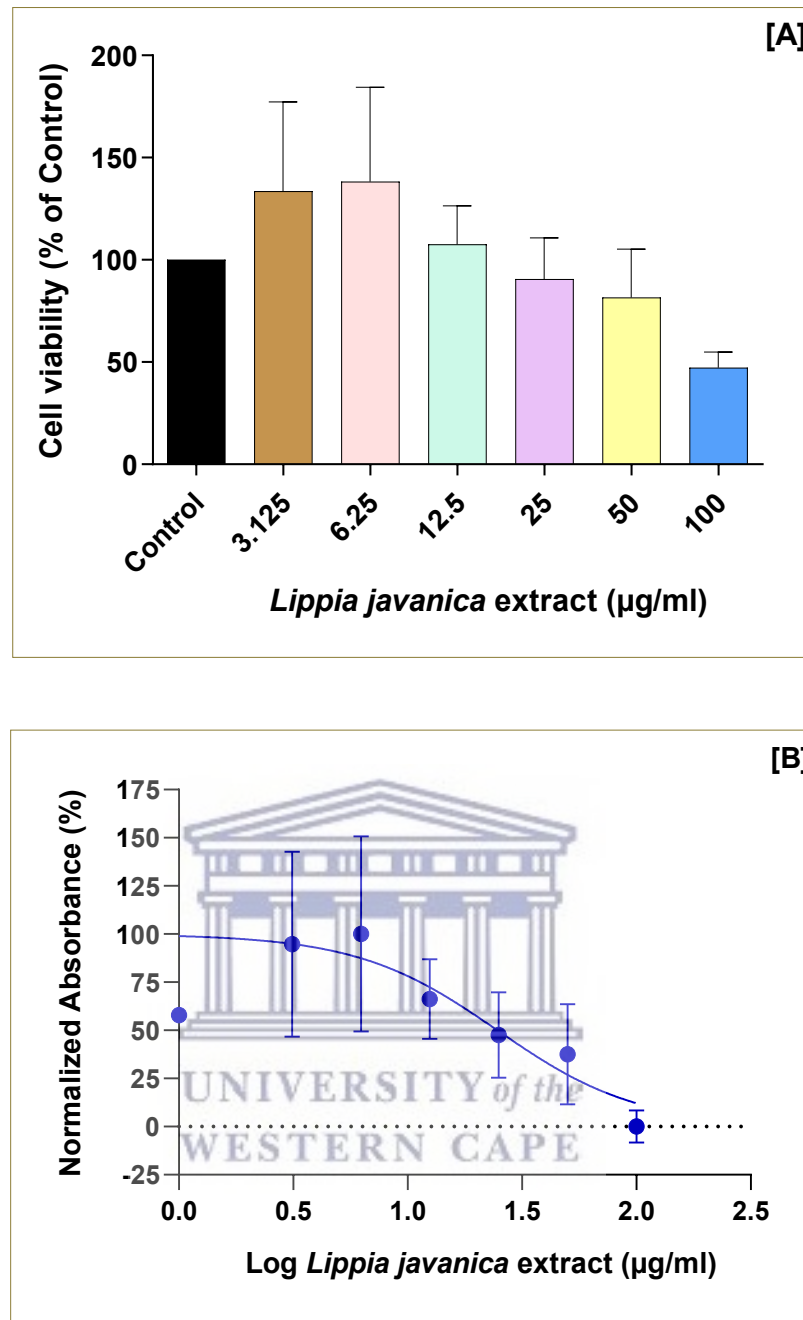 [A]
Cell viability (% of Control)
200
150
100
50
0
Control
3.125
6.25
12.5
25
50
100
Lippia javanica extract (µg/ml)
[B]
Normalized Absorbance (%)
175
150
125
100
75
50
25
0
-25
UNIVERSITY of the
WESTERN CAPE
0.0
0.5
1.0
1.5
2.0
2.5
Log Lippia javanica extract (µg/ml)